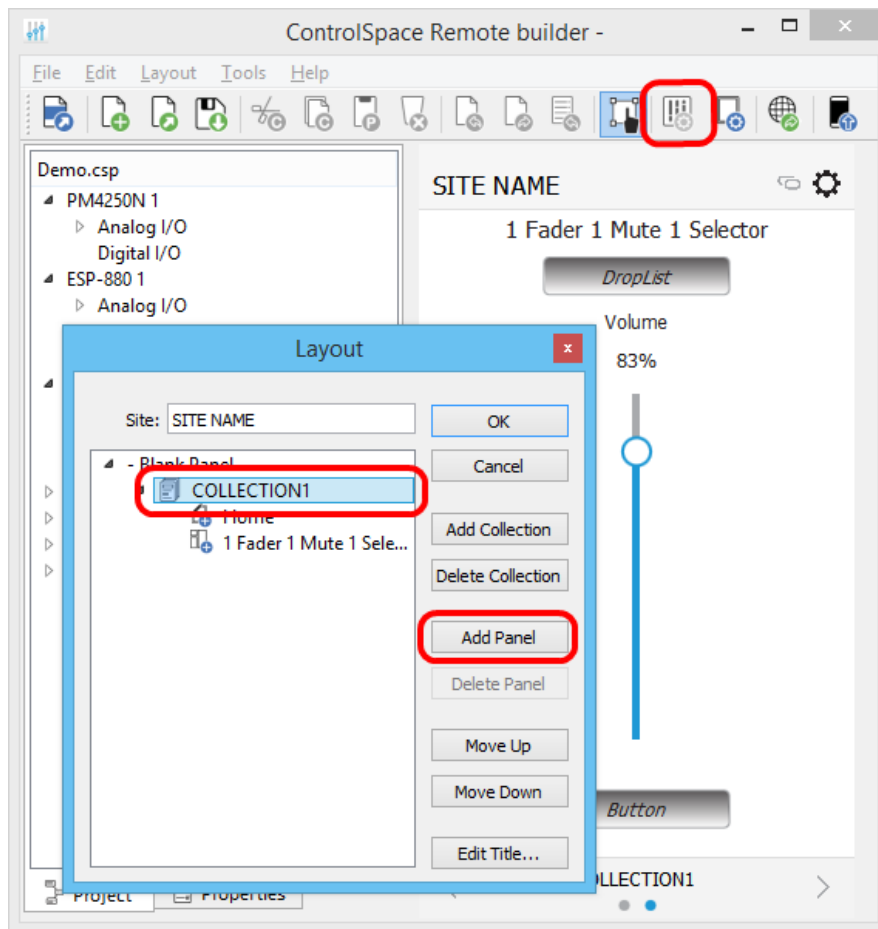 ControlSpace Remote builder -
File Edit Layout Tools Help
Demo.csp
PM4250N 1
Analog I/O
Digital I/O
ESP-880 1
Analog I/O
SITE NAME
1 Fader 1 Mute 1 Selector
DropList
Volume
83%
Button
COLLECTION1
Layout
Site: SITE NAME
- Blank Panel
COLLECTION1
Home
1 Fader 1 Mute 1 Sele...
OK
Cancel
Add Collection
Delete Collection
Add Panel
Delete Panel
Move Up
Move Down
Edit Title...
Project Properties